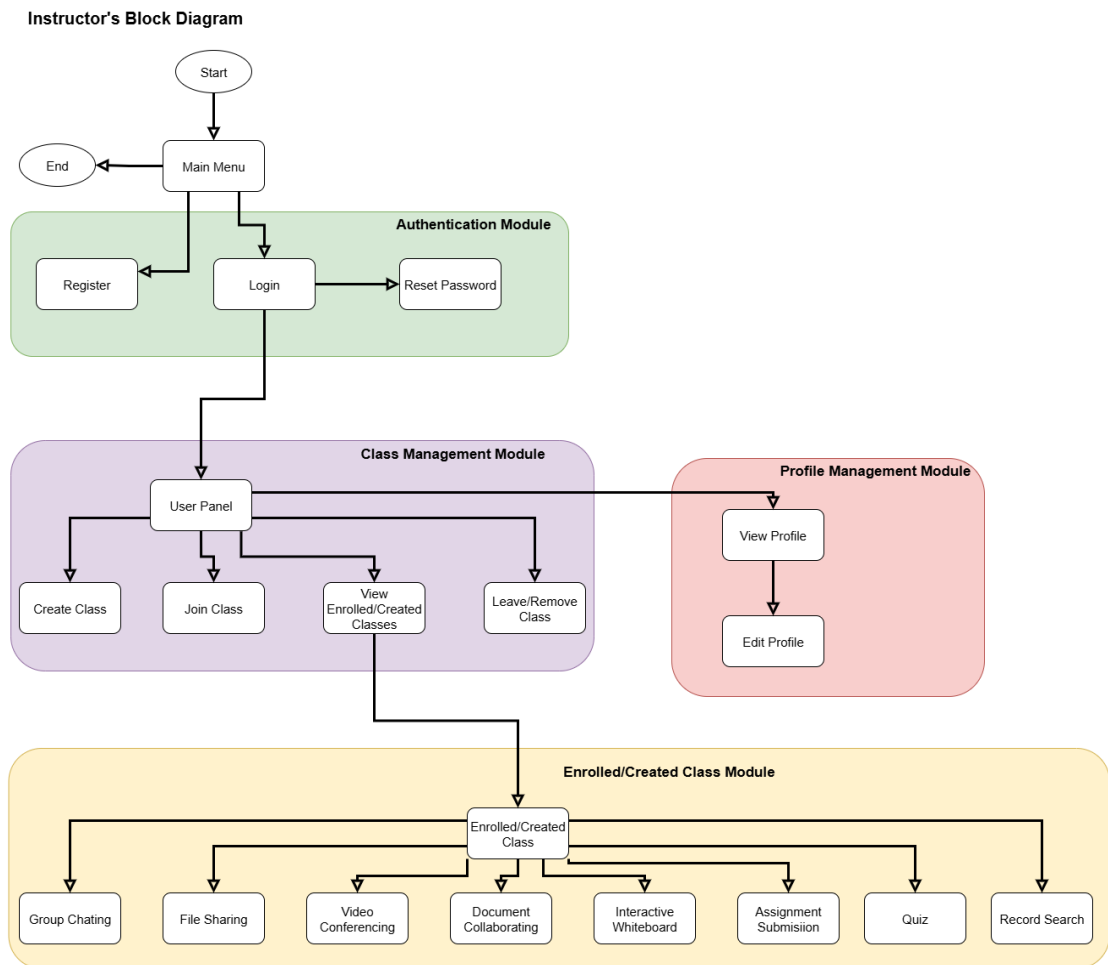 Instructor's Block Diagram
Start
End
Main Menu
Authentication Module
Register
Login
Reset Password
Class Management Module
Profile Management Module
User Panel
View Profile
Create Class
Join Class
View
Enrolled/Created
Classes
Leave/Remove
Class
Edit Profile
Enrolled/Created Class Module
Enrolled/Created
Class
Group Chating
File Sharing
Video
Conferencing
Document
Collaborating
Interactive
Whiteboard
Assignment
Submisiion
Quiz
Record Search